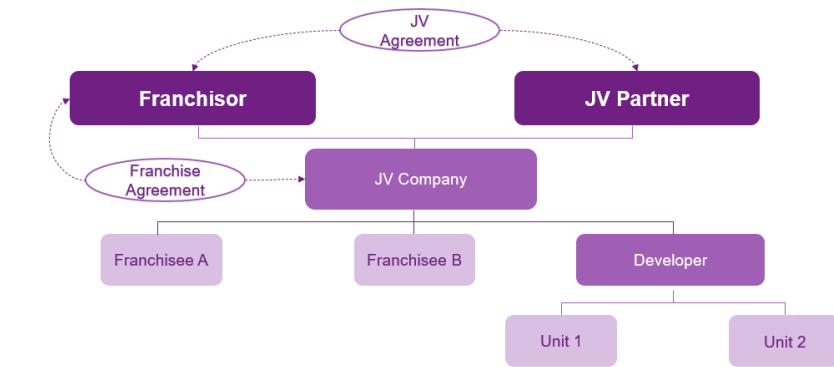 JV
Agreement
Franchisor
JV Partner
Franchise
Agreement
JV Company
Franchisee A
Franchisee B
Developer
Unit 1
Unit 2